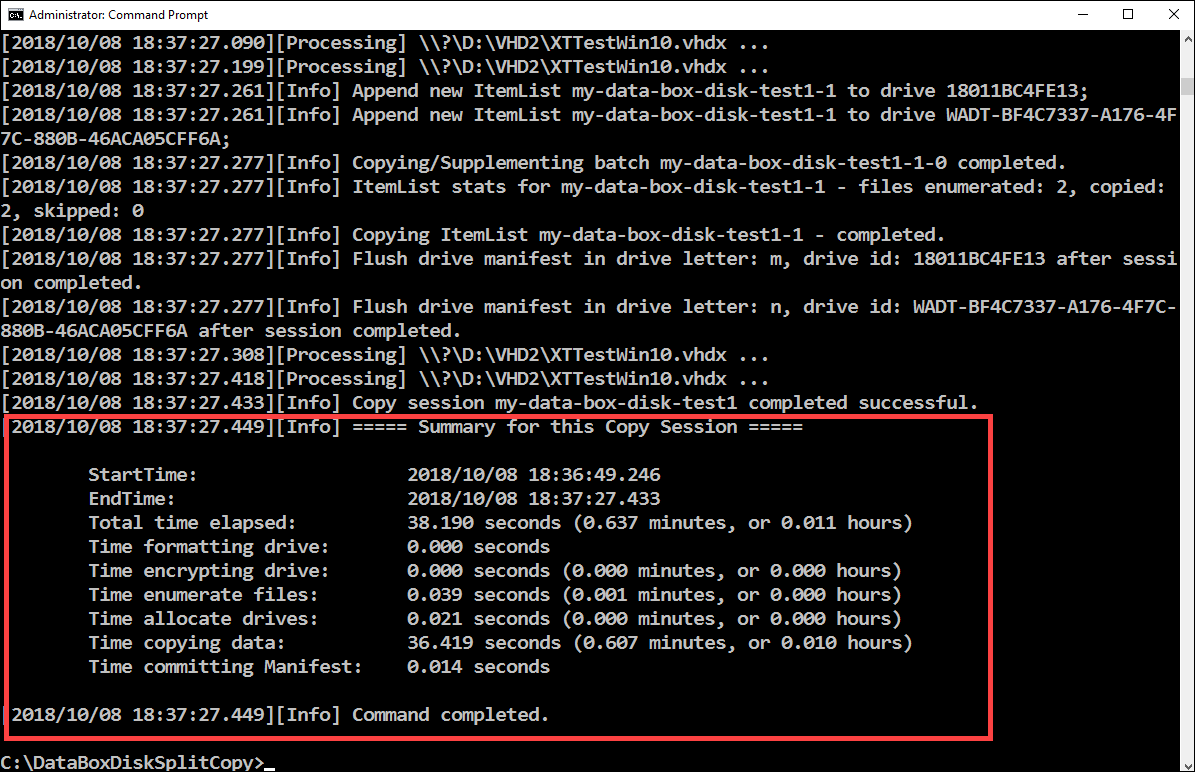 Administrator: Command Prompt
[2018/10/08 18:37:27.090][Processing] \\?\D:\VHD2\XTTestWin10.vhdx ...
[2018/10/08 18:37:27.199][Processing] \\?\D:\VHD2\XTTestWin10.vhdx ...
[2018/10/08 18:37:27.261][Info] Append new ItemList my-data-box-disk-test1-1 to drive 18011BC4FE13;
[2018/10/08 18:37:27.261][Info] Append new ItemList my-data-box-disk-test1-1 to drive WADT-BF4C7337-A176-4F
7C-880B-46ACA05CFF6A;
[2018/10/08 18:37:27.277][Info] Copying/Supplementing batch my-data-box-disk-test1-1-0 completed.
[2018/10/08 18:37:27.277][Info] ItemList stats for my-data-box-disk-test1-1 - files enumerated: 2, copied:
2, skipped: 0
[2018/10/08 18:37:27.277][Info] Copying ItemList my-data-box-disk-test1-1 - completed.
[2018/10/08 18:37:27.277][Info] Flush drive manifest in drive letter: m, drive id: 18011BC4FE13 after sessi
on completed.
[2018/10/08 18:37:27.277][Info] Flush drive manifest in drive letter: n, drive id: WADT-BF4C7337-A176-4F7C-
880B-46ACA05CFF6A after session completed.
[2018/10/08 18:37:27.308][Processing] \\?\D:\VHD2\XTTestWin10.vhdx ...
[2018/10/08 18:37:27.418][Processing] \\?\D:\VHD2\XTTestWin10.vhdx ...
[2018/10/08 18:37:27.433][Info] Copy session my-data-box-disk-test1 completed successful.
[2018/10/08 18:37:27.449][Info] ===== Summary for this Copy Session =====
StartTime: 2018/10/08 18:36:49.246
EndTime: 2018/10/08 18:37:27.433
Total time elapsed: 38.190 seconds (0.637 minutes, or 0.011 hours)
Time formatting drive: 0.000 seconds
Time encrypting drive: 0.000 seconds (0.000 minutes, or 0.000 hours)
Time enumerate files: 0.039 seconds (0.001 minutes, or 0.000 hours)
Time allocate drives: 0.021 seconds (0.000 minutes, or 0.000 hours)
Time copying data: 36.419 seconds (0.607 minutes, or 0.010 hours)
Time committing Manifest: 0.014 seconds
[2018/10/08 18:37:27.449][Info] Command completed.
C:\DataBoxDiskSplitCopy>_